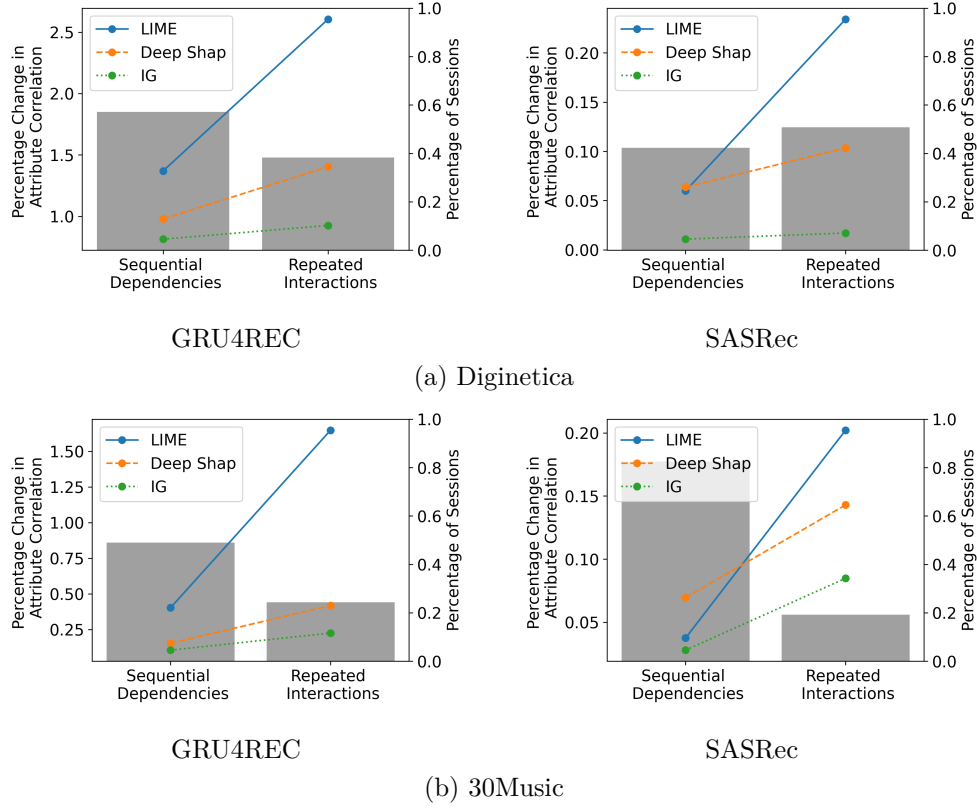 2.5
2.0
1.5
1.0
Percentage Change in
Attribute Correlation
LIME
Deep Shap
IG
1.0
0.8
0.6
0.4
0.2
0.0
Percentage of Sessions
Sequential
Dependencies
Repeated
Interactions
GRU4REC
0.20
0.15
0.10
0.05
0.00
Percentage Change in
Attribute Correlation
LIME
Deep Shap
IG
1.0
0.8
0.6
0.4
0.2
0.0
Percentage of Sessions
Sequential
Dependencies
Repeated
Interactions
SASRec
(a) Diginetica
1.50
1.25
1.00
0.75
0.50
0.25
Percentage Change in
Attribute Correlation
LIME
Deep Shap
IG
1.0
0.8
0.6
0.4
0.2
0.0
Percentage of Sessions
Sequential
Dependencies
Repeated
Interactions
GRU4REC
0.20
0.15
0.10
0.05
Percentage Change in
Attribute Correlation
LIME
Deep Shap
IG
1.0
0.8
0.6
0.4
0.2
0.0
Percentage of Sessions
Sequential
Dependencies
Repeated
Interactions
SASRec
(b) 30Music